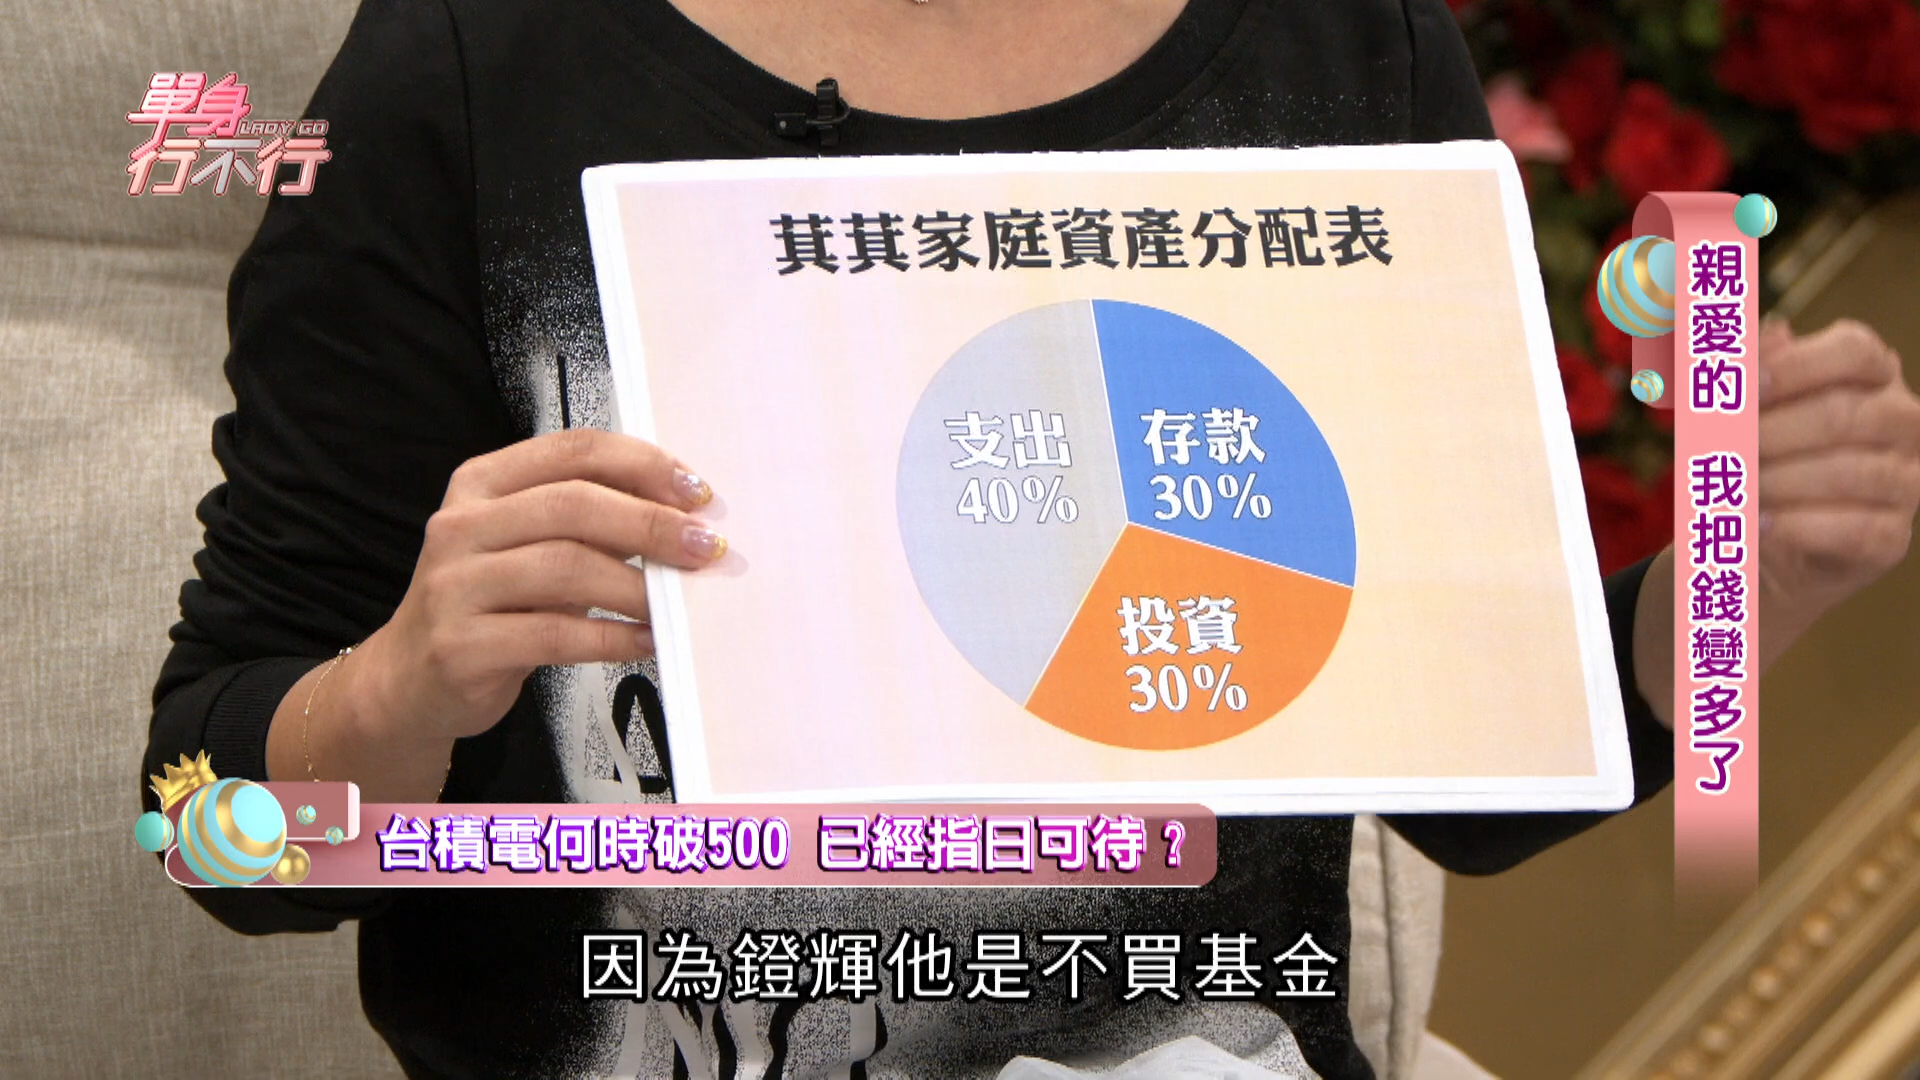 單身
LADY GO
行不行
萁萁家庭資產分配表
支出
40%
存款
30%
投資
30%
親愛的 我把錢變多了
台積電何時破500 已經指日可待？
因為鐙輝他是不買基金